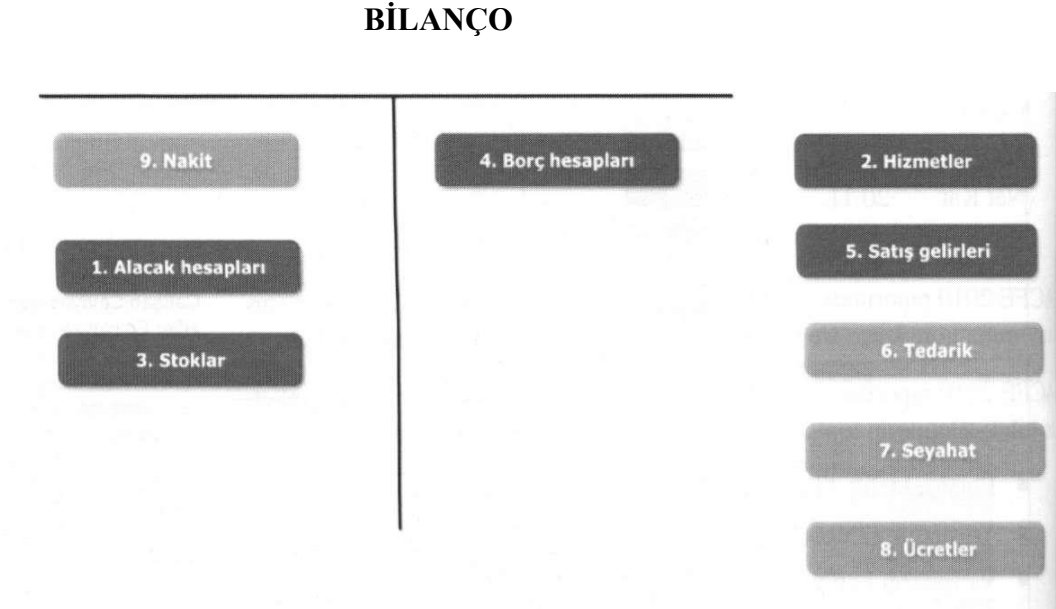 BİLANÇO
9. Nakit
1. Alacak hesapları
3. Stoklar
4. Borç hesapları
2. Hizmetler
5. Satış gelirleri
6. Tedarik
7. Seyahat
8. Ücretler